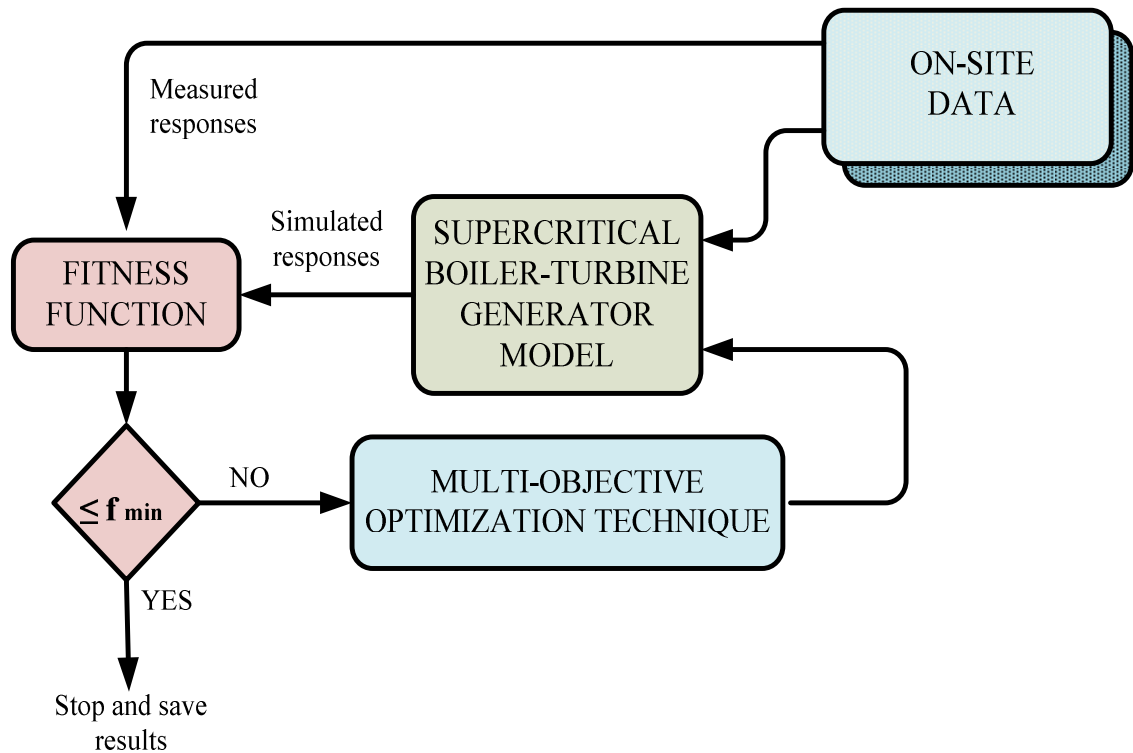 ON-SITE
DATA
Measured
responses
Simulated
responses
SUPERCRITICAL
BOILER-TURBINE
GENERATOR
MODEL
FITNESS
FUNCTION
≤ f min
NO
MULTI-OBJECTIVE
OPTIMIZATION TECHNIQUE
YES
Stop and save
results